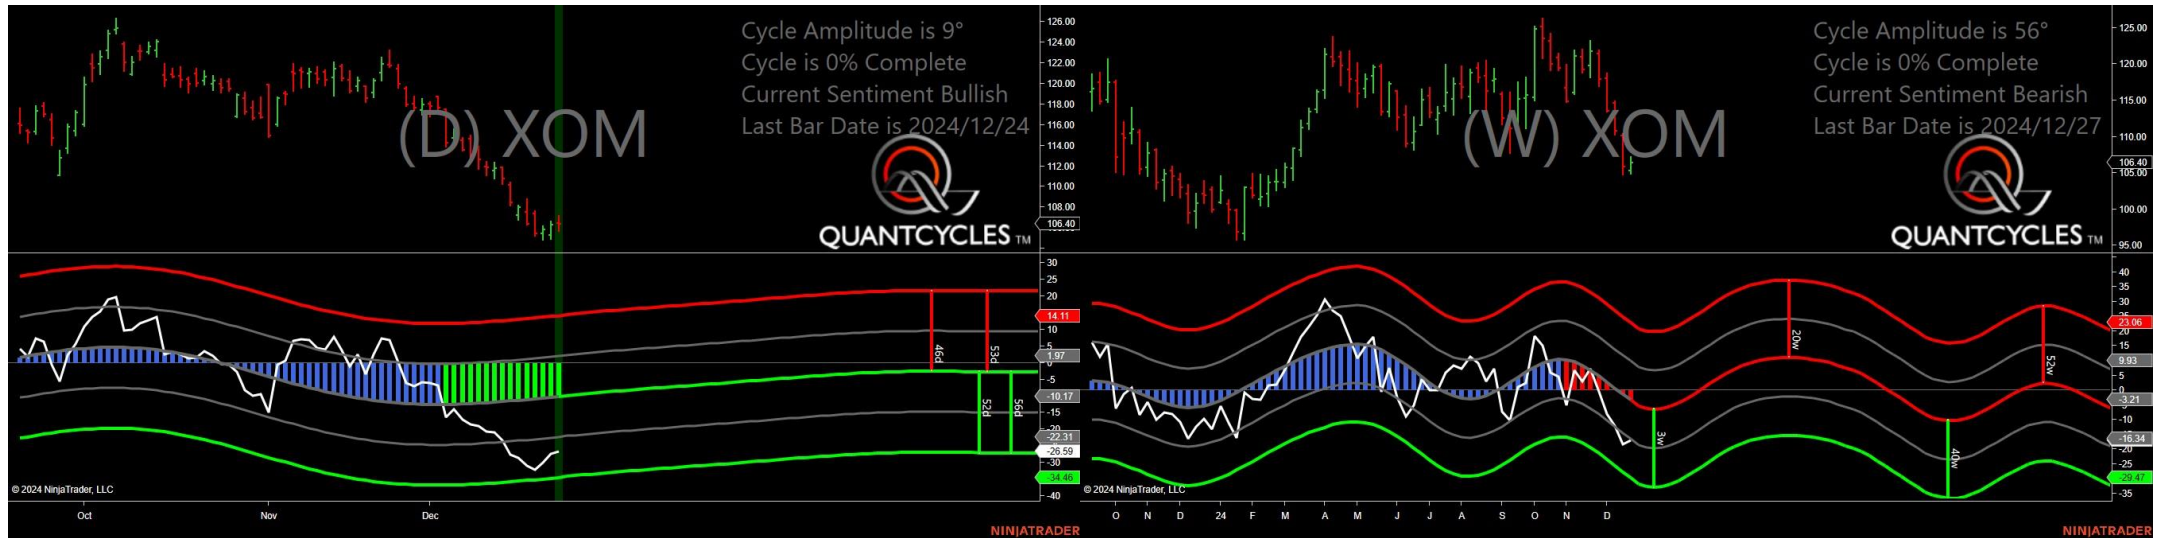 Cycle Amplitude is 9°
Cycle is 0% Complete
Current Sentiment Bullish
Last Bar Date is 2024/12/24
(D) XOM
QUANTCYCLES TM
126.00
124.00
122.00
120.00
118.00
116.00
114.00
112.00
110.00
108.00
106.40
30
25
20
14.11
10
5
1.97
-5
-10.17
-15
-20
-22.31
-26.59
-30
-34.46
-40
46d
53d
52d
56d
© 2024 NinjaTrader, LLC
Oct
Nov
Dec
NINJATRADER
Cycle Amplitude is 56°
Cycle is 0% Complete
Current Sentiment Bearish
Last Bar Date is 2024/12/27
(W) XOM
QUANTCYCLES TM
125.00
120.00
115.00
110.00
106.40
105.00
100.00
95.00
40
35
30
23.06
20
15
9.93
5
0
-3.21
-10
-16.34
-20
-25
-29.47
-35
3w
20w
40w
52w
© 2024 NinjaTrader, LLC
O
N
D
24
F
M
A
M
J
J
A
S
O
N
D
NINJATRADER